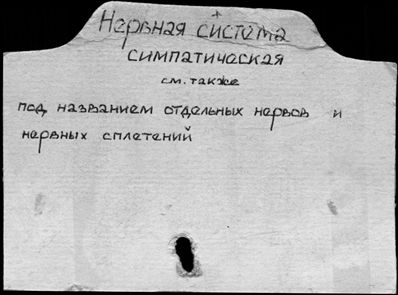 Нервная система
симпатическая
см. также
под названием отдельных нервов и
нервных сплетений